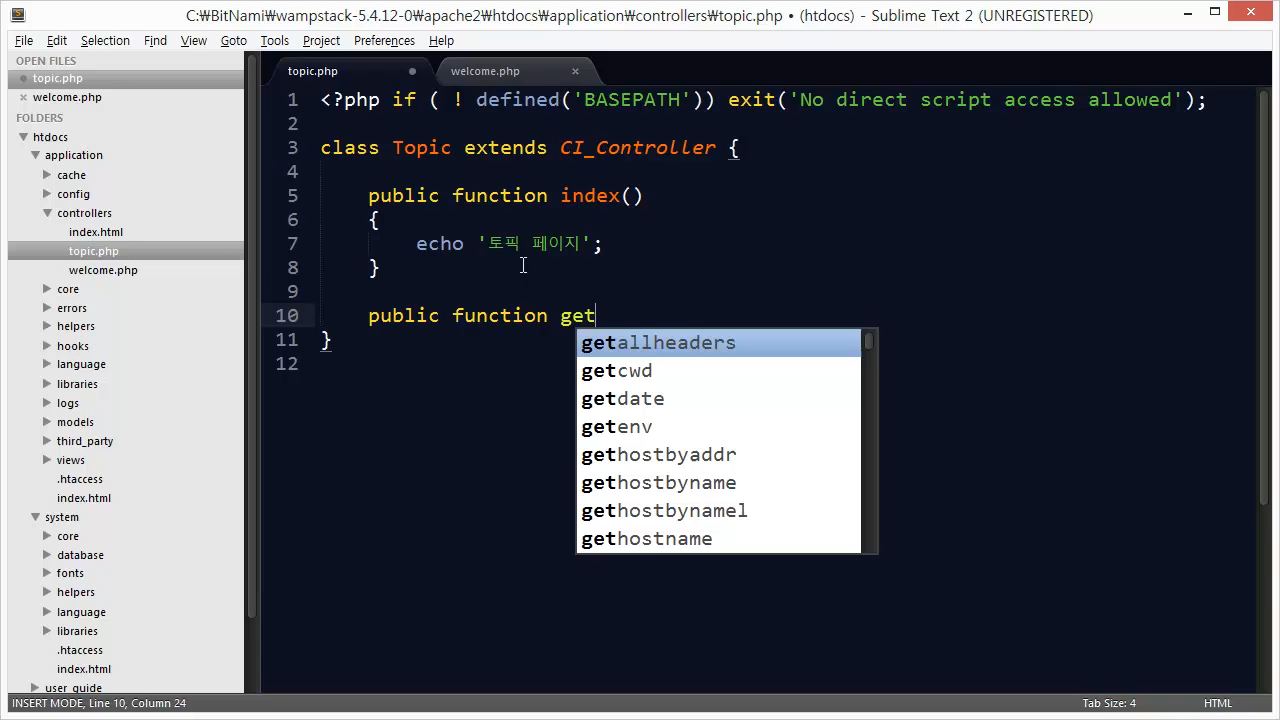 C:₩BitNami₩wampstack-5.4.12-0₩apache2₩htdocs₩application₩controllers₩topic.php • (htdocs) - Sublime Text 2 (UNREGISTERED)
File Edit Selection Find View Goto Tools Project Preferences Help
OPEN FILES
topic.php
welcome.php
FOLDERS
htdocs
application
cache
config
controllers
index.html
topic.php
welcome.php
core
errors
helpers
hooks
language
libraries
logs
models
third_party
views
.htaccess
index.html
system
core
database
fonts
helpers
language
libraries
.htaccess
index.html
user_guide
topic.php welcome.php
1 <?php if ( ! defined('BASEPATH')) exit('No direct script access allowed');
2
3 class Topic extends CI_Controller {
4
5 public function index()
6 {
7 echo '토픽 페이지';
8 }
9
10 public function get
11 }
12
getallheaders
getcwd
getdate
getenv
gethostbyaddr
gethostbyname
gethostbynamel
gethostname
INSERT MODE, Line 10, Column 24 Tab Size: 4 HTML